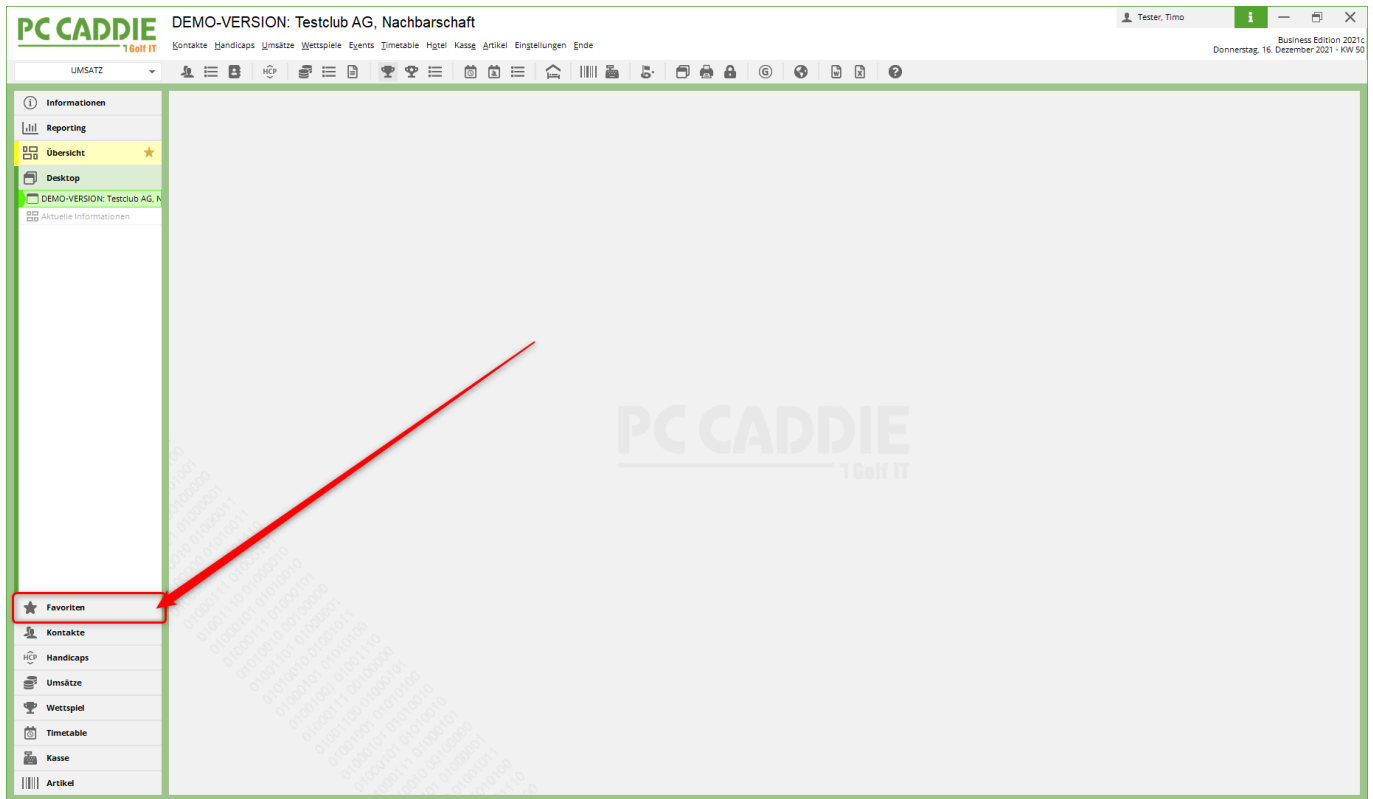 PC CADDIE
Golf IT
DEMO-VERSION: Testclub AG, Nachbarschaft
Tester, Timo
i
Kontakte Handicaps Umsätze Wettspiele Events Timetable Hotel Kasse Artikel Einstellungen Ende
Business Edition 2021c
Donnerstag, 16. Dezember 2021 - KW 50
UMSATZ
HCP
G
W
X
?
Informationen
Reporting
Übersicht
Desktop
DEMO-VERSION: Testclub AG, N
Aktuelle Informationen
PC CADDIE
Golf IT
Favoriten
Kontakte
HCP Handicaps
Umsätze
Wettspiel
Timetable
Kasse
Artikel